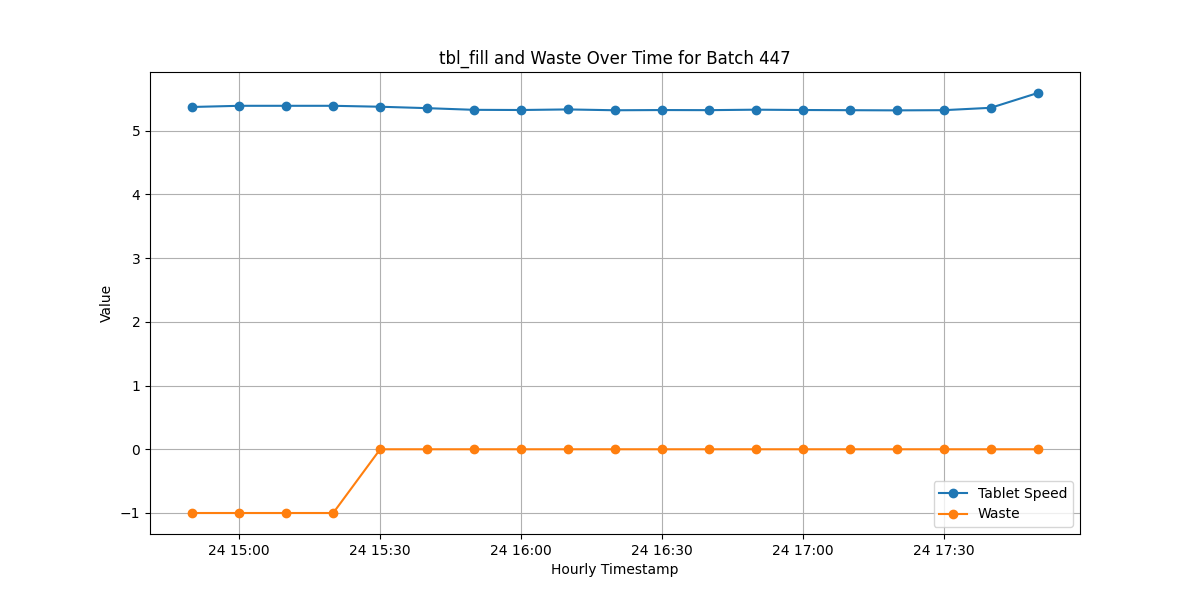 tbl_fill and Waste Over Time for Batch 447
Value
5
4
3
2
1
0
−1
Tablet Speed
Waste
24 15:00 24 15:30 24 16:00 24 16:30 24 17:00 24 17:30
Hourly Timestamp